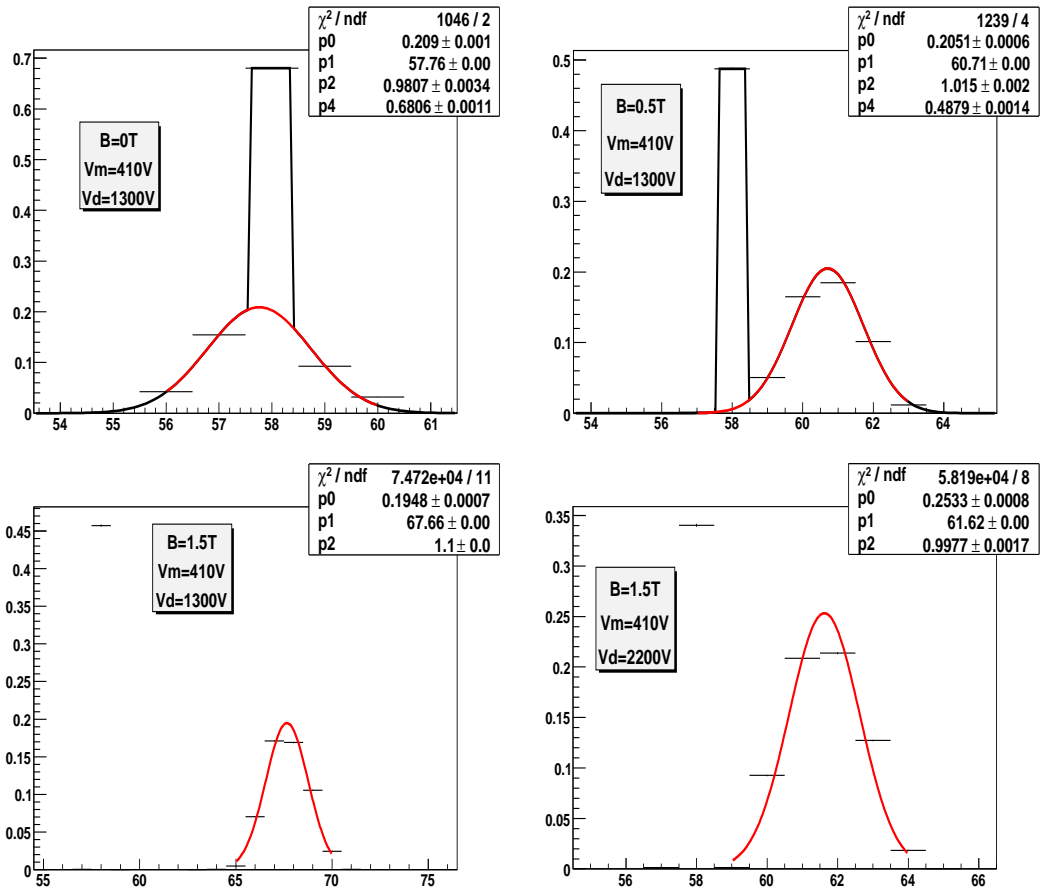 χ² / ndf 1046 / 2
p0 0.209 ± 0.001
p1 57.76 ± 0.00
p2 0.9807 ± 0.0034
p4 0.6806 ± 0.0011
B=0T
Vm=410V
Vd=1300V
0.7
0.6
0.5
0.4
0.3
0.2
0.1
0
54 55 56 57 58 59 60 61
χ² / ndf 1239 / 4
p0 0.2051 ± 0.0006
p1 60.71 ± 0.00
p2 1.015 ± 0.002
p4 0.4879 ± 0.0014
B=0.5T
Vm=410V
Vd=1300V
0.5
0.4
0.3
0.2
0.1
0
54 56 58 60 62 64
χ² / ndf 7.472e+04 / 11
p0 0.1948 ± 0.0007
p1 67.66 ± 0.00
p2 1.1 ± 0.0
B=1.5T
Vm=410V
Vd=1300V
0.45
0.4
0.35
0.3
0.25
0.2
0.15
0.1
0.05
0
55 60 65 70 75
χ² / ndf 5.819e+04 / 8
p0 0.2533 ± 0.0008
p1 61.62 ± 0.00
p2 0.9977 ± 0.0017
B=1.5T
Vm=410V
Vd=2200V
0.35
0.3
0.25
0.2
0.15
0.1
0.05
0
56 58 60 62 64 66